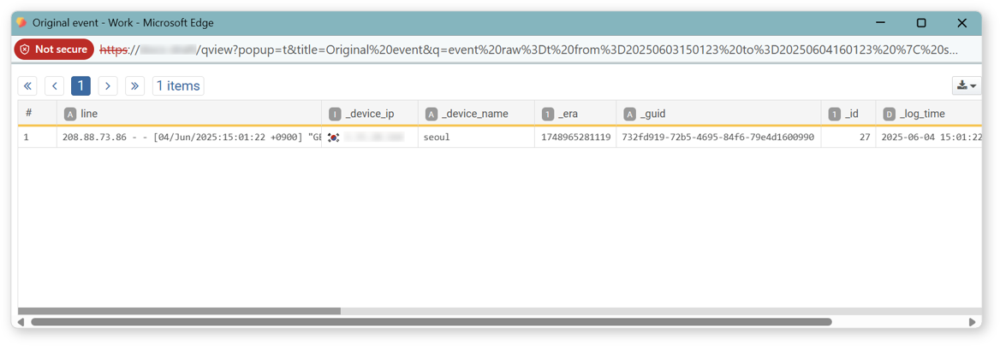 Original event - Work - Microsoft Edge
Not secure https:// /qview?popup=t&title=Original%20event&q=event%20raw%3Dt%20from%3D20250603150123%20to%3D20250604160123%20%7C%20s...
« ‹ 1 › » 1 items
# A line I _device_ip A _device_name 1 _era A _guid 1 _id D _log_time
1 208.88.73.86 - - [04/Jun/2025:15:01:22 +0900] "GE seoul 1748965281119 732fd919-72b5-4695-84f6-79e4d1600990 27 2025-06-04 15:01:22